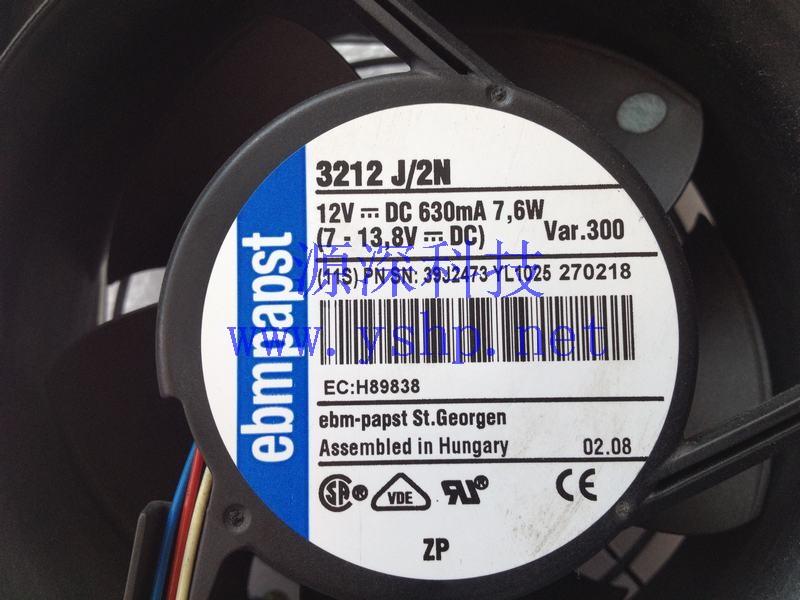 ebmpapst
3212 J/2N
12V ⎓ DC 630mA 7,6W
(7 - 13,8V ⎓ DC) Var.300
源深科技
(11S) PN SN: 39J2473 YL1025 270218
www.yshp.net
EC:H89838
ebm-papst St.Georgen
Assembled in Hungary 02.08
SA ® VDE RU ® CE
ZP